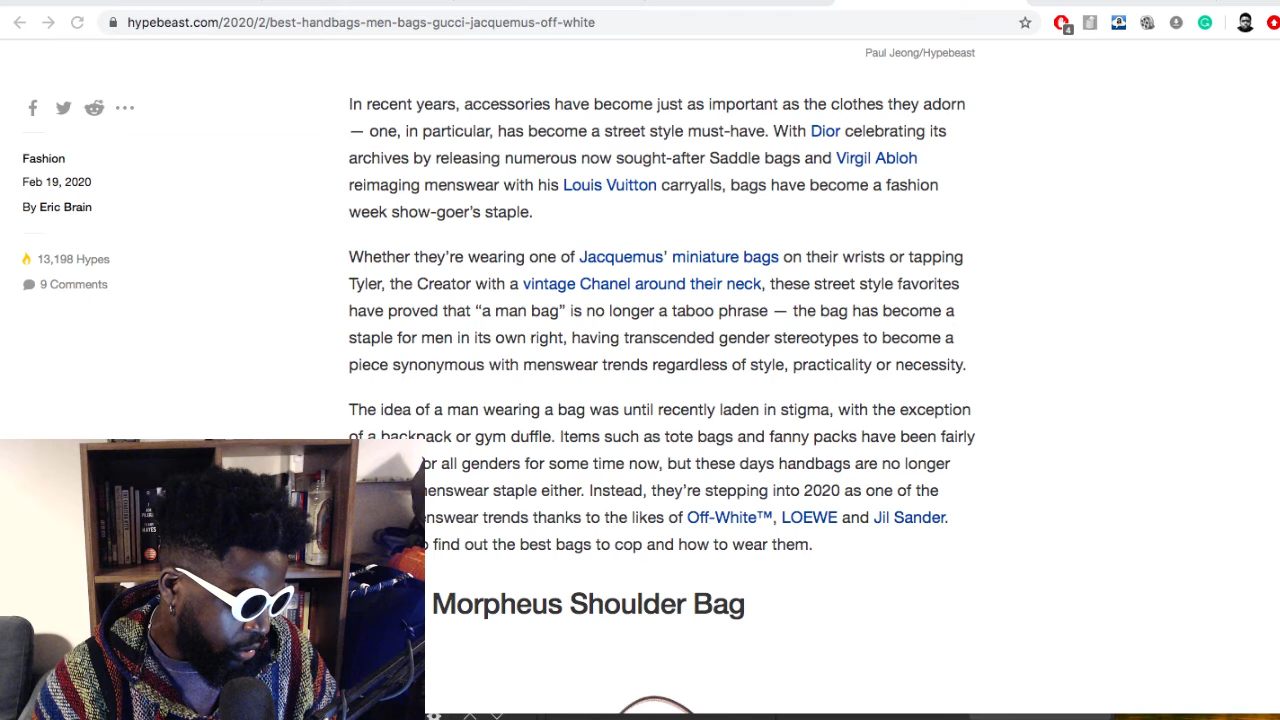 hypebeast.com/2020/2/best-handbags-men-bags-gucci-jacquemus-off-white
4
Paul Jeong/Hypebeast
Fashion
Feb 19, 2020
By Eric Brain
13,198 Hypes
9 Comments
In recent years, accessories have become just as important as the clothes they adorn
— one, in particular, has become a street style must-have. With Dior celebrating its
archives by releasing numerous now sought-after Saddle bags and Virgil Abloh
reimaging menswear with his Louis Vuitton carryalls, bags have become a fashion
week show-goer’s staple.
Whether they’re wearing one of Jacquemus’ miniature bags on their wrists or tapping
Tyler, the Creator with a vintage Chanel around their neck, these street style favorites
have proved that “a man bag” is no longer a taboo phrase — the bag has become a
staple for men in its own right, having transcended gender stereotypes to become a
piece synonymous with menswear trends regardless of style, practicality or necessity.
The idea of a man wearing a bag was until recently laden in stigma, with the exception
of a backpack or gym duffle. Items such as tote bags and fanny packs have been fairly
or all genders for some time now, but these days handbags are no longer
enswear staple either. Instead, they’re stepping into 2020 as one of the
nswear trends thanks to the likes of Off-White™, LOEWE and Jil Sander.
find out the best bags to cop and how to wear them.
Morpheus Shoulder Bag